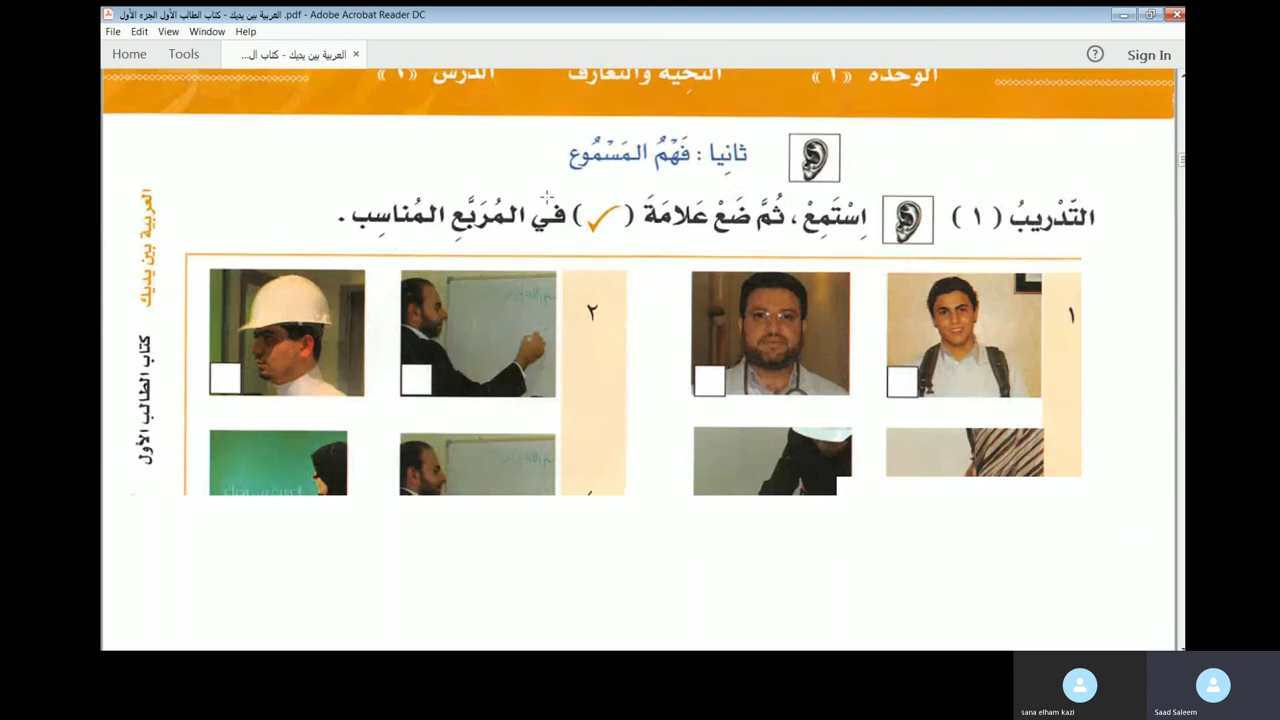 العربية بين يديك - كتاب الطالب الأول الجزء الأول .pdf - Adobe Acrobat Reader DC
File Edit View Window Help
Home Tools العربية بين يديك - كتاب ال... × Sign In
الوحدة (١) التحية والتعارف الدرس (١)
ثانِيا : فَهْمُ المَسْمُوع
التّدْريبُ (١) اِسْتَمِعْ ، ثُمَّ ضَعْ عَلامَةَ (✓) في المُرَبَّعِ المُناسِب .
١
٢
العربية بين يديك
كتاب الطالب الأول
sana elham kazi
Saad Saleem